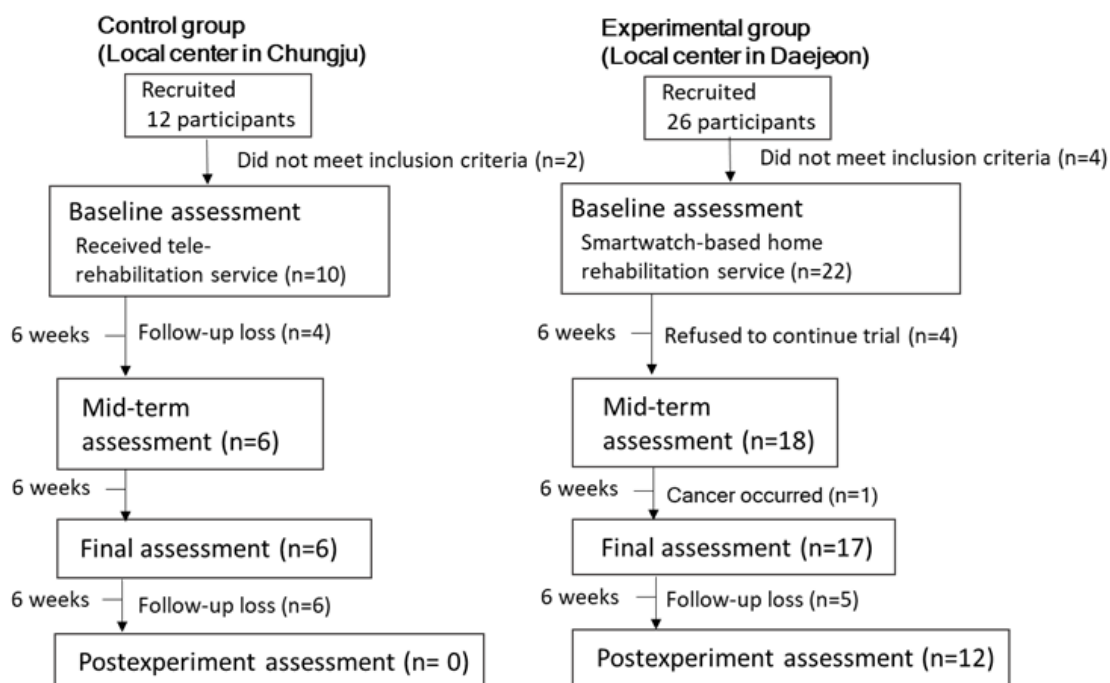 Control group
(Local center in Chungju)
Recruited
12 participants
Did not meet inclusion criteria (n=2)
Baseline assessment
Received tele-
rehabilitation service (n=10)
6 weeks
Follow-up loss (n=4)
Mid-term
assessment (n=6)
6 weeks
Final assessment (n=6)
6 weeks
Follow-up loss (n=6)
Postexperiment assessment (n= 0)
Experimental group
(Local center in Daejeon)
Recruited
26 participants
Did not meet inclusion criteria (n=4)
Baseline assessment
Smartwatch-based home
rehabilitation service (n=22)
6 weeks
Refused to continue trial (n=4)
Mid-term
assessment (n=18)
6 weeks
Cancer occurred (n=1)
Final assessment (n=17)
6 weeks
Follow-up loss (n=5)
Postexperiment assessment (n=12)